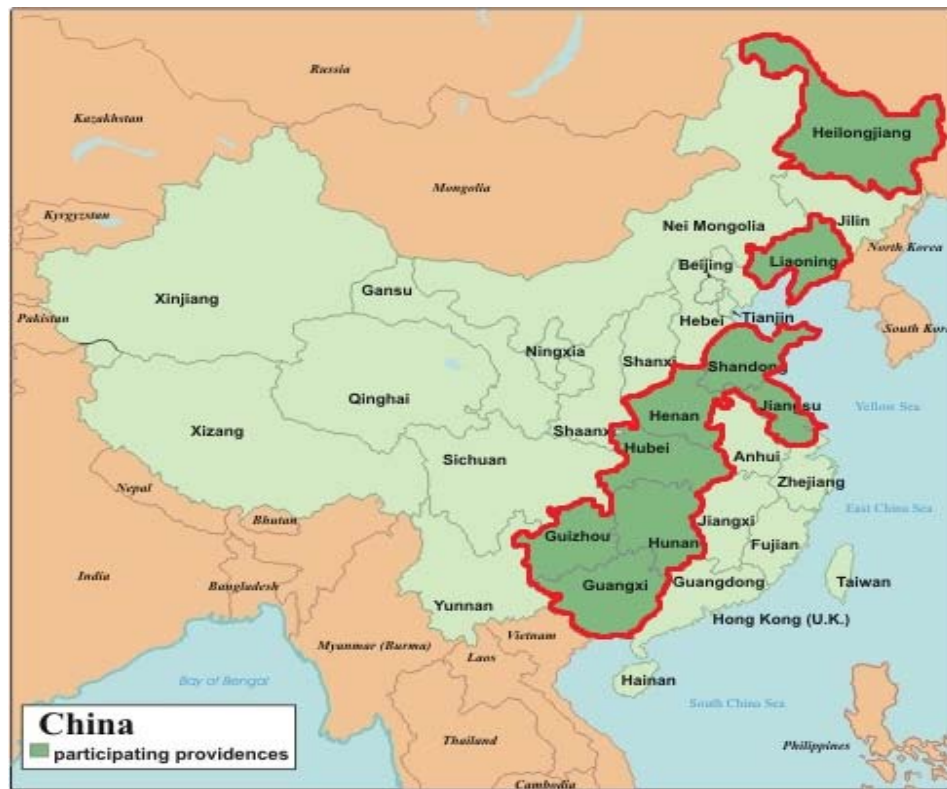 Russia
Kazakhstan
Heilongjiang
Mongolia
Kyrgyzstan
Jilin
Nei Mongolia
North Korea
Beijing
Liaoning
Xinjiang
Gansu
Pakistan
Tianjin
Hebei
South Kore
Ningxia
Shanxi
Shandong
Qinghai
Jiangsu
Yellow Sea
Henan
Xizang
Shaanx
Hubei
Anhui
Sichuan
Zhejiang
Nepal
East China Sea
Bhutan
Jiangxi
Guizhou
Hunan
Fujian
India
Bangladesh
Guangxi
Guangdong
Taiwan
Yunnan
Hong Kong (U.K.)
Vietnam
Myanmar (Burma)
Laos
Bay of Bengal
Hainan
South China Sea
China
participating providences
Thailand
Philippines
Cambodia